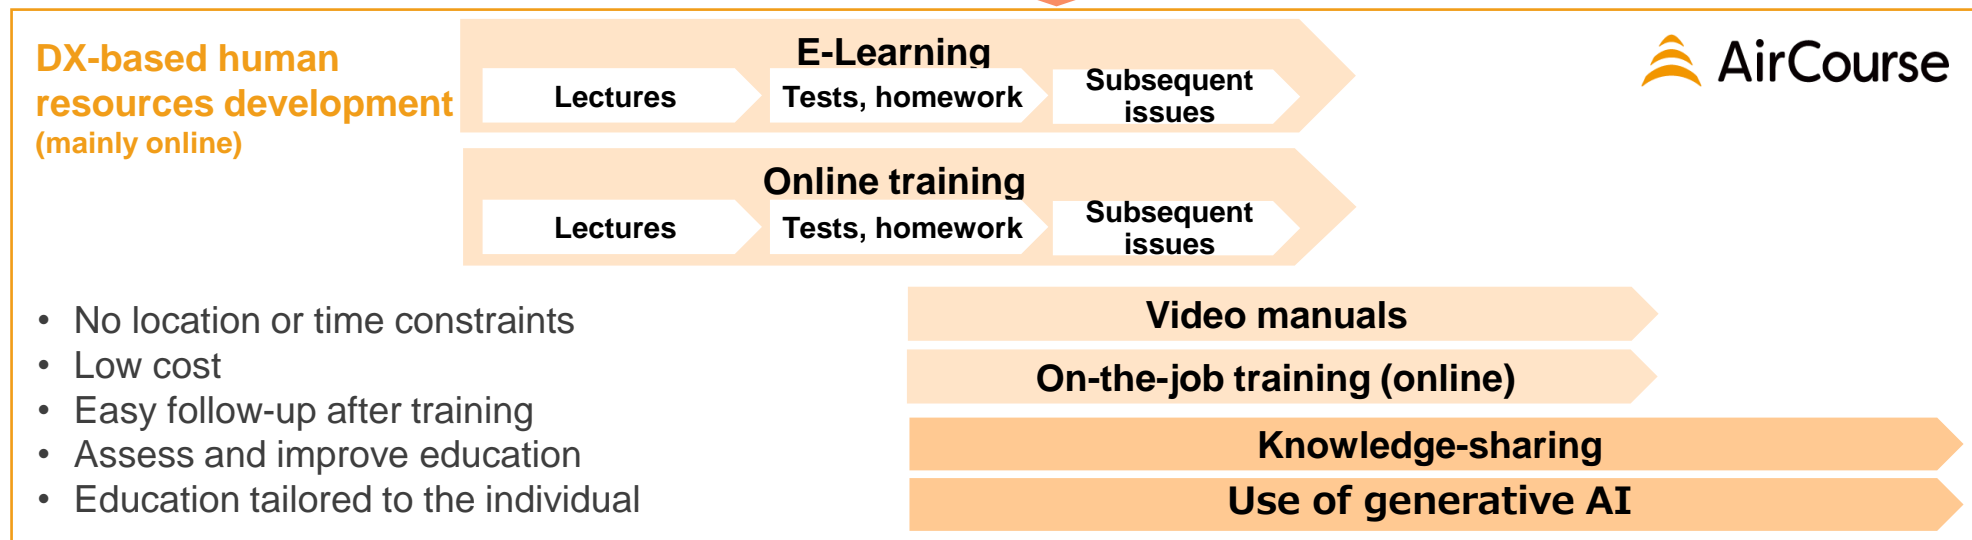 DX-based human
resources development
(mainly online)
E-Learning
Lectures
Tests, homework
Subsequent
issues
AirCourse
Online training
Lectures
Tests, homework
Subsequent
issues
• No location or time constraints
• Low cost
• Easy follow-up after training
• Assess and improve education
• Education tailored to the individual
Video manuals
On-the-job training (online)
Knowledge-sharing
Use of generative AI